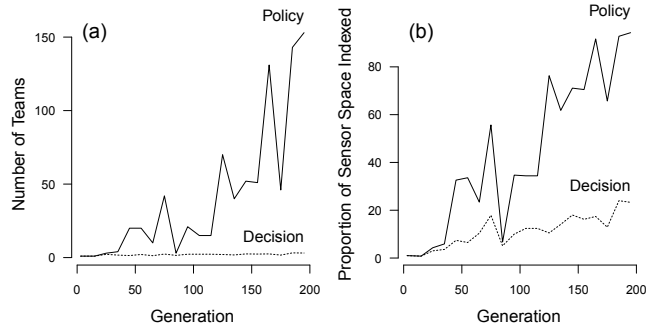 Policy
(a)
150
100
50
0
Number of Teams
Decision
0 50 100 150 200
Generation
Policy
(b)
80
60
40
20
0
Proportion of Sensor Space Indexed
Decision
0 50 100 150 200
Generation